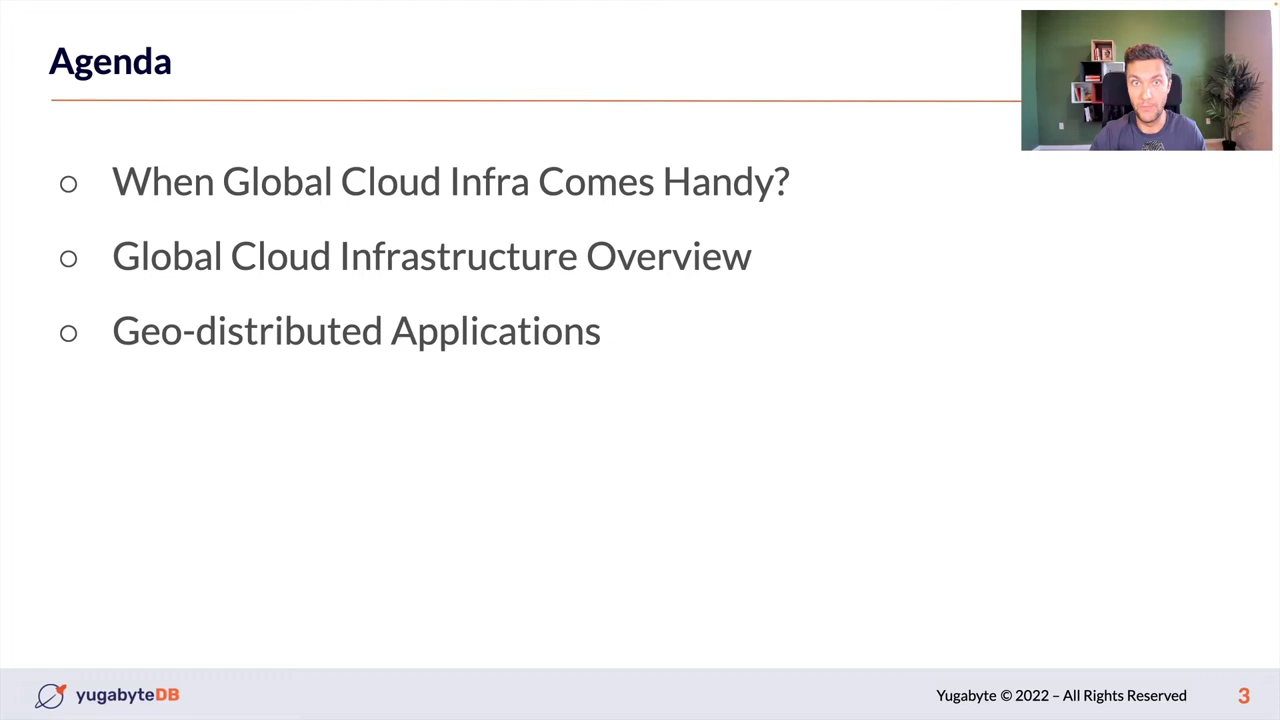 Agenda
○ When Global Cloud Infra Comes Handy?
○ Global Cloud Infrastructure Overview
○ Geo-distributed Applications
yugabyteDB
Yugabyte © 2022 – All Rights Reserved
3